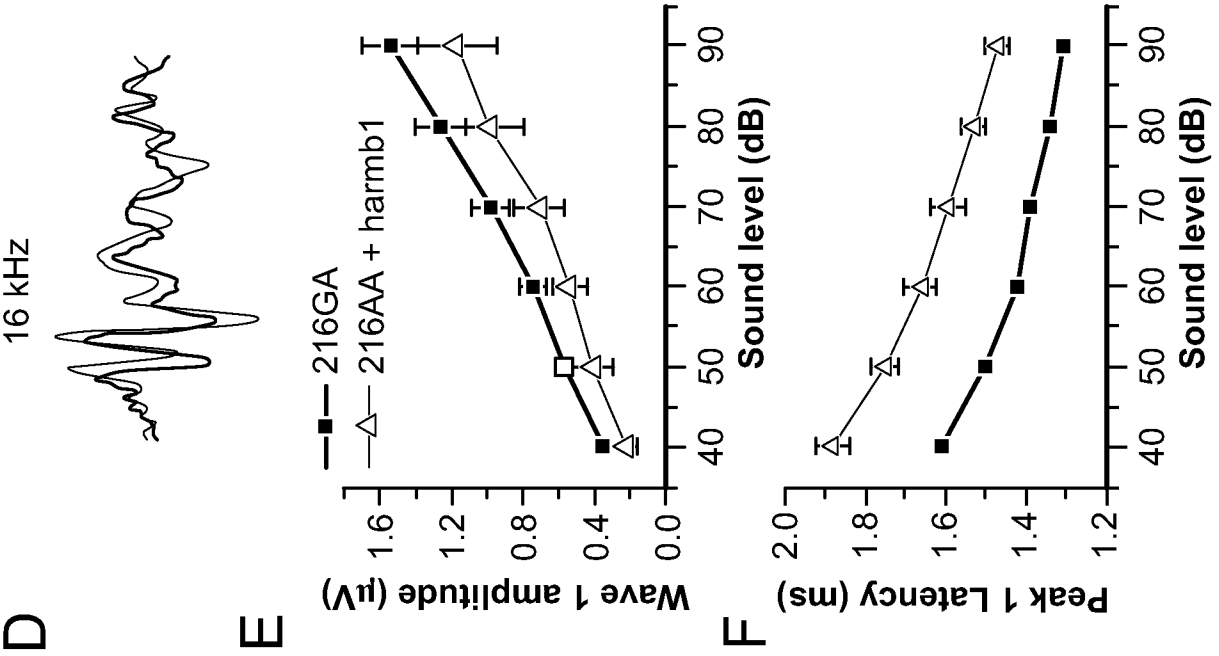 D
16 kHz
E
216GA
216AA + harmb1
Wave 1 amplitude (μV)
1.6
1.2
0.8
0.4
0.0
40 50 60 70 80 90
Sound level (dB)
F
Peak 1 Latency (ms)
2.0
1.8
1.6
1.4
1.2
40 50 60 70 80 90
Sound level (dB)